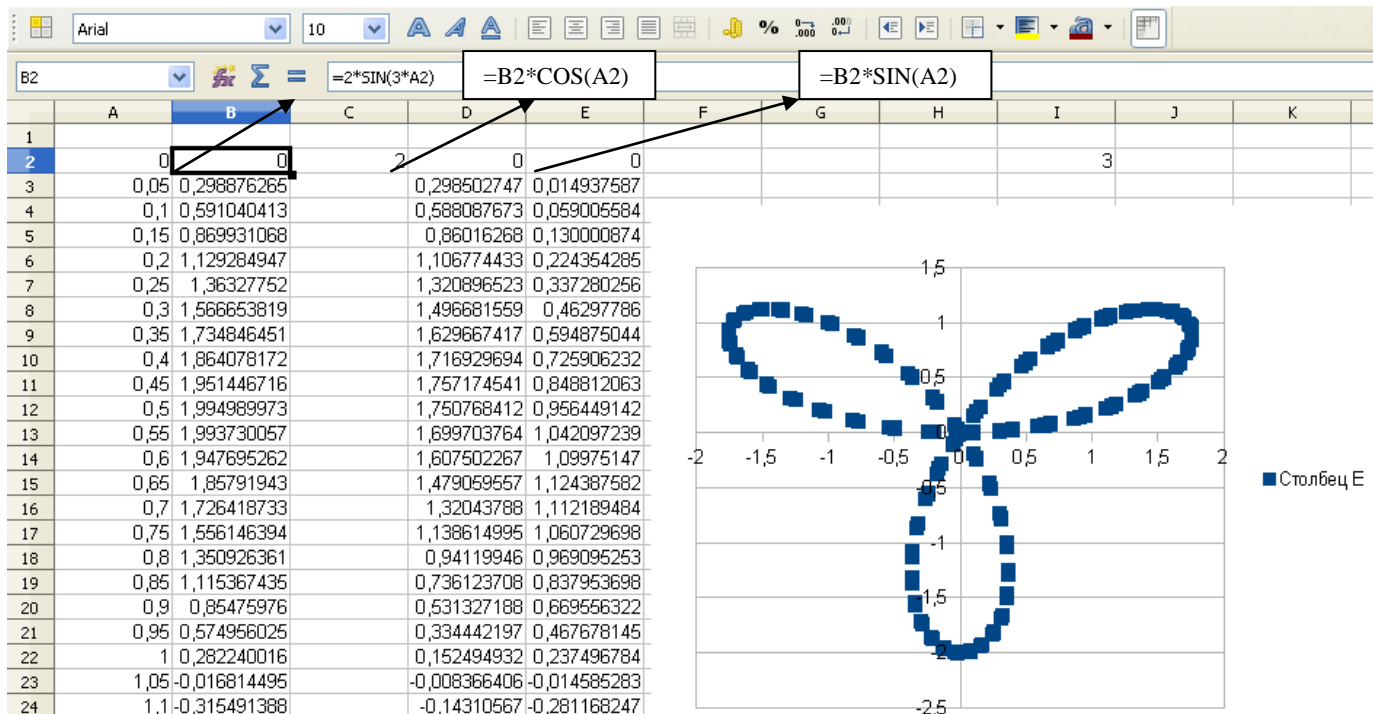 Arial 10 % .000 .000
B2 =2*SIN(3*A2) =B2*COS(A2) =B2*SIN(A2)
A B C D E F G H I J K
1
2 0 0 2 0 0 3
3 0,05 0,298876265 0,298502747 0,014937587
4 0,1 0,591040413 0,588087673 0,059005584
5 0,15 0,869931068 0,86016268 0,130000874
6 0,2 1,129284947 1,106774433 0,224354285
7 0,25 1,36327752 1,320896523 0,337280256
8 0,3 1,566653819 1,496681559 0,46297786
9 0,35 1,734846451 1,629667417 0,594875044
10 0,4 1,864078172 1,716929694 0,725906232
11 0,45 1,951446716 1,757174541 0,848812063
12 0,5 1,994989973 1,750768412 0,956449142
13 0,55 1,993730057 1,699703764 1,042097239
14 0,6 1,947695262 1,607502267 1,09975147
15 0,65 1,85791943 1,479059557 1,124387582
16 0,7 1,726418733 1,32043788 1,112189484
17 0,75 1,556146394 1,138614995 1,060729698
18 0,8 1,350926361 0,94119946 0,969095253
19 0,85 1,115367435 0,736123708 0,837953698
20 0,9 0,85475976 0,531327188 0,669556322
21 0,95 0,574956025 0,334442197 0,467678145
22 1 0,282240016 0,152494932 0,237496784
23 1,05 -0,016814495 -0,008366406 -0,014585283
24 1,1 -0,315491388 -0,14310567 -0,281168247
1,5
1
0,5
0
-2 -1,5 -1 -0,5 0 0,5 1 1,5 2
-0,5
Столбец E
-1
-1,5
-2
-2,5